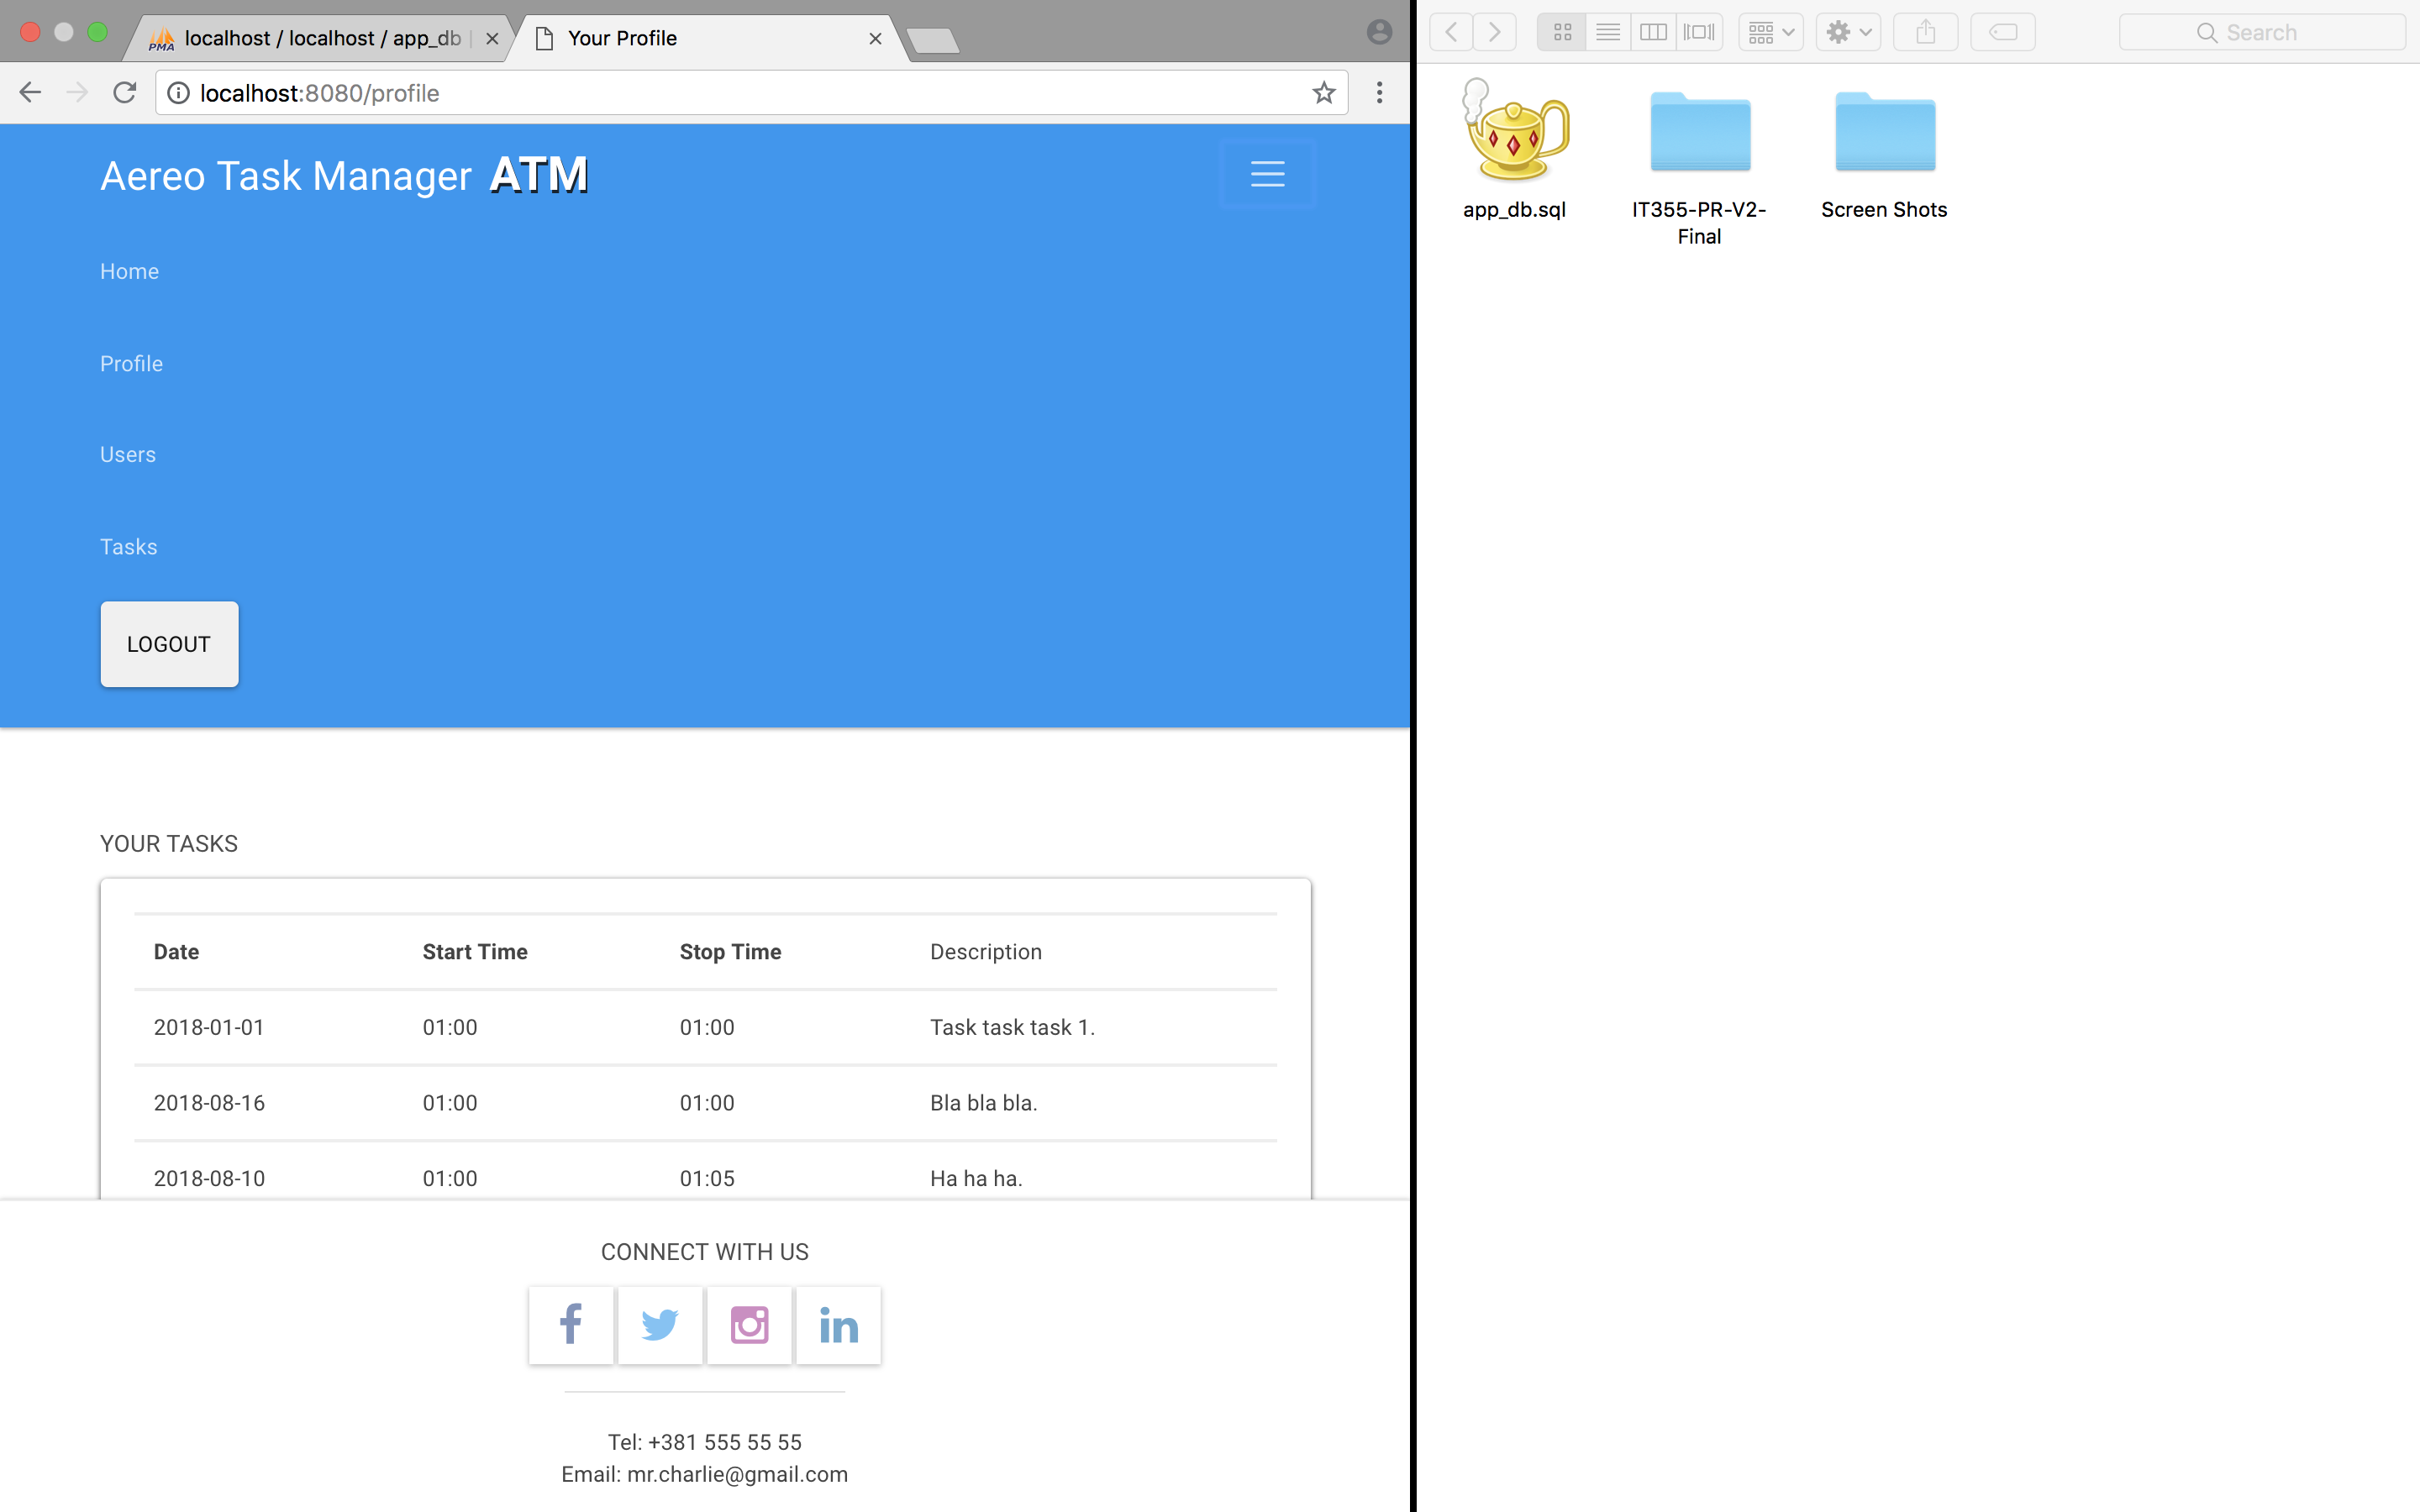 localhost / localhost / app_db |
Your Profile
localhost:8080/profile
Aereo Task Manager ATM
Home
Profile
Users
Tasks
LOGOUT
YOUR TASKS
Date Start Time Stop Time Description
2018-01-01 01:00 01:00 Task task task 1.
2018-08-16 01:00 01:00 Bla bla bla.
2018-08-10 01:00 01:05 Ha ha ha.
CONNECT WITH US
Tel: +381 555 55 55
Email: mr.charlie@gmail.com
Search
app_db.sql
IT355-PR-V2-
Final
Screen Shots
PMA